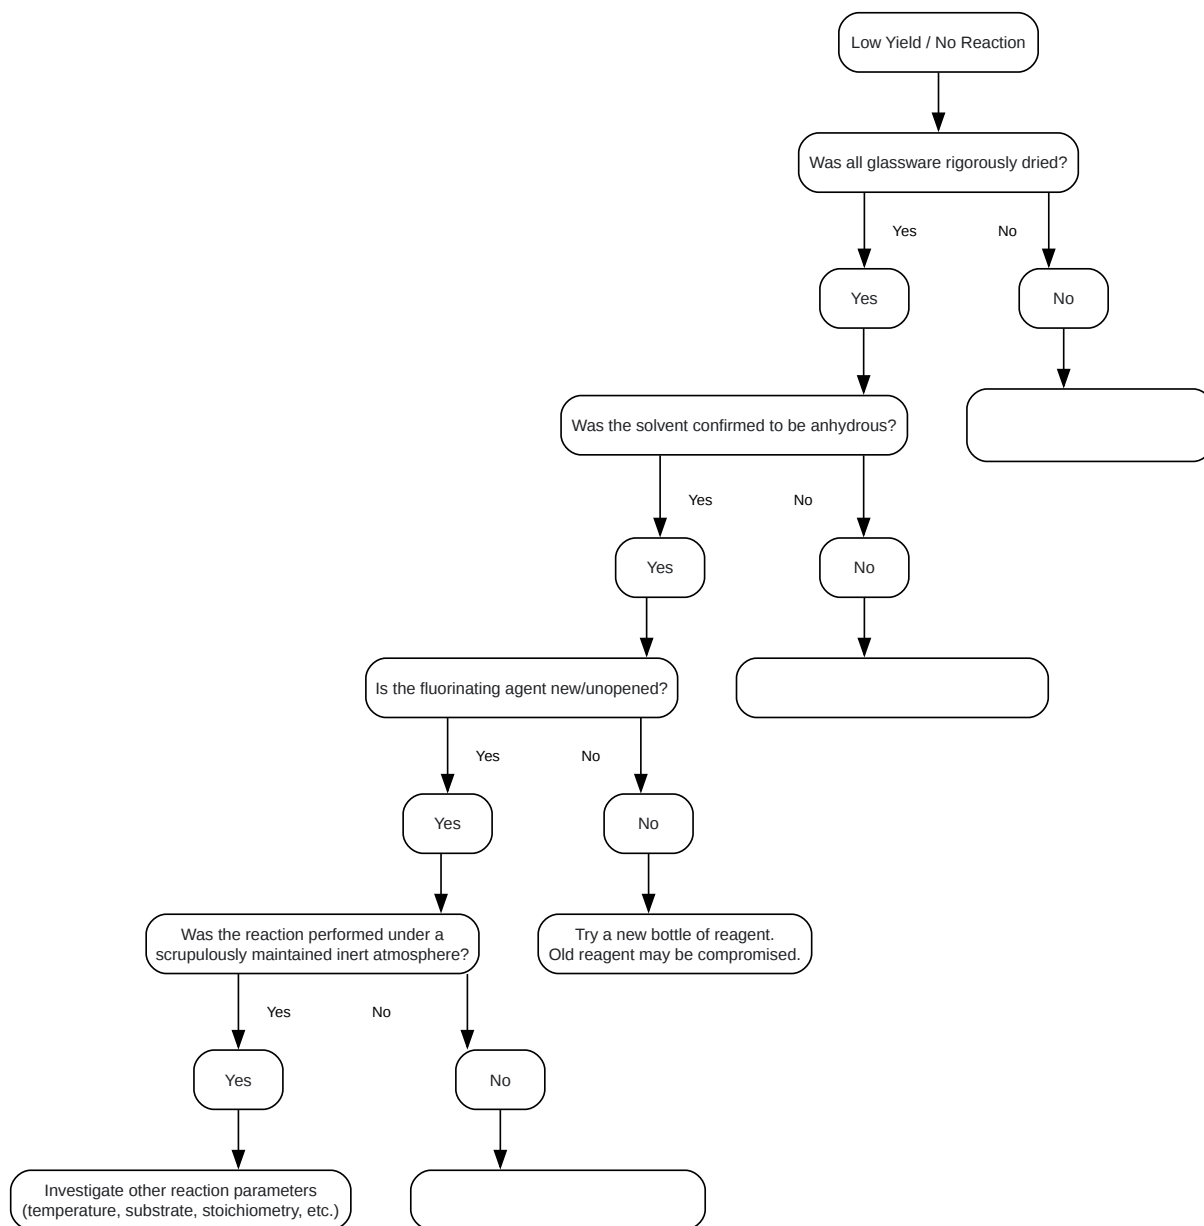 Low Yield / No Reaction
Was all glassware rigorously dried?
Yes
No
Yes
No
Was the solvent confirmed to be anhydrous?
Yes
No
Yes
No
Is the fluorinating agent new/unopened?
Yes
No
Yes
No
Was the reaction performed under a
scrupulously maintained inert atmosphere?
Try a new bottle of reagent.
Old reagent may be compromised.
Yes
No
Yes
No
Investigate other reaction parameters
(temperature, substrate, stoichiometry, etc.)